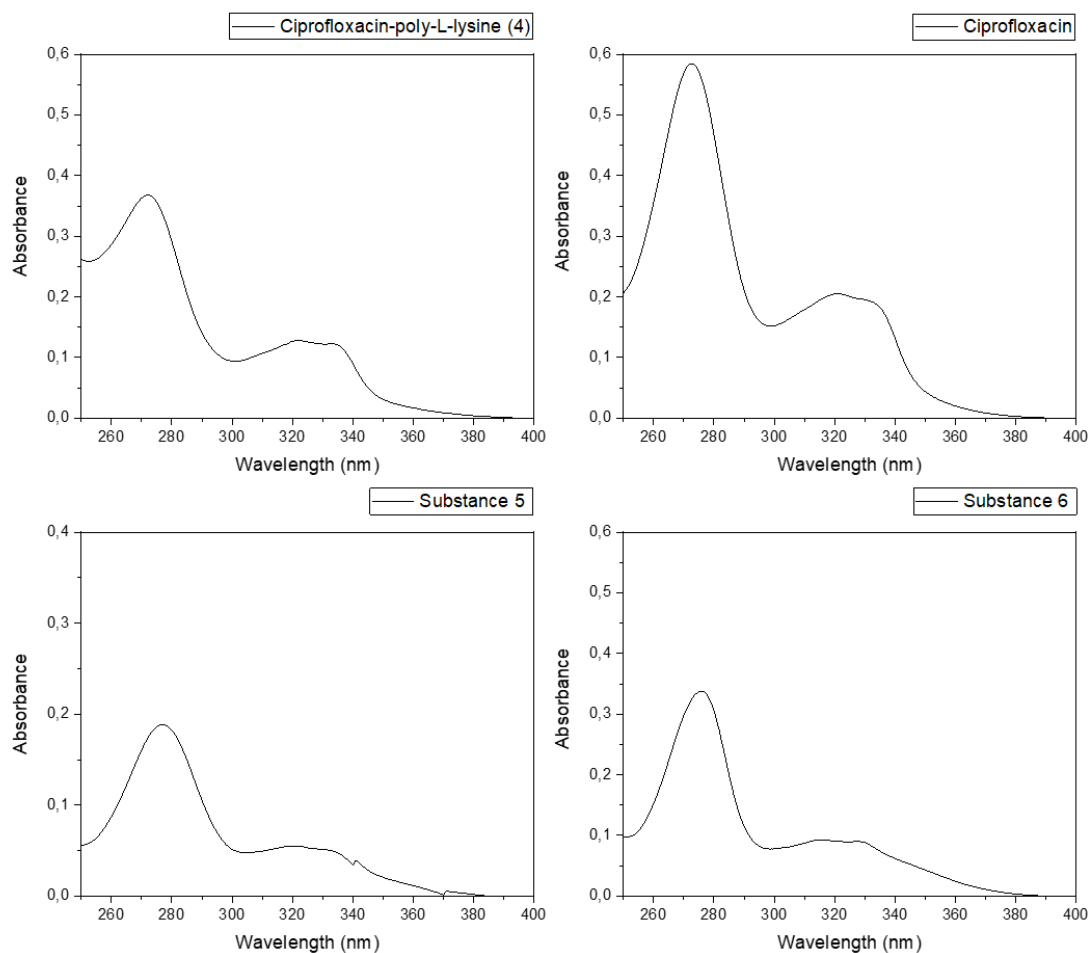 Ciprofloxacin-poly-L-lysine (4)
0,6
0,5
0,4
0,3
0,2
0,1
0,0
Absorbance
260 280 300 320 340 360 380 400
Wavelength (nm)
Ciprofloxacin
0,6
0,5
0,4
0,3
0,2
0,1
0,0
Absorbance
260 280 300 320 340 360 380 400
Wavelength (nm)
Substance 5
0,4
0,3
0,2
0,1
0,0
Absorbance
260 280 300 320 340 360 380 400
Wavelength (nm)
Substance 6
0,6
0,5
0,4
0,3
0,2
0,1
0,0
Absorbance
260 280 300 320 340 360 380 400
Wavelength (nm)